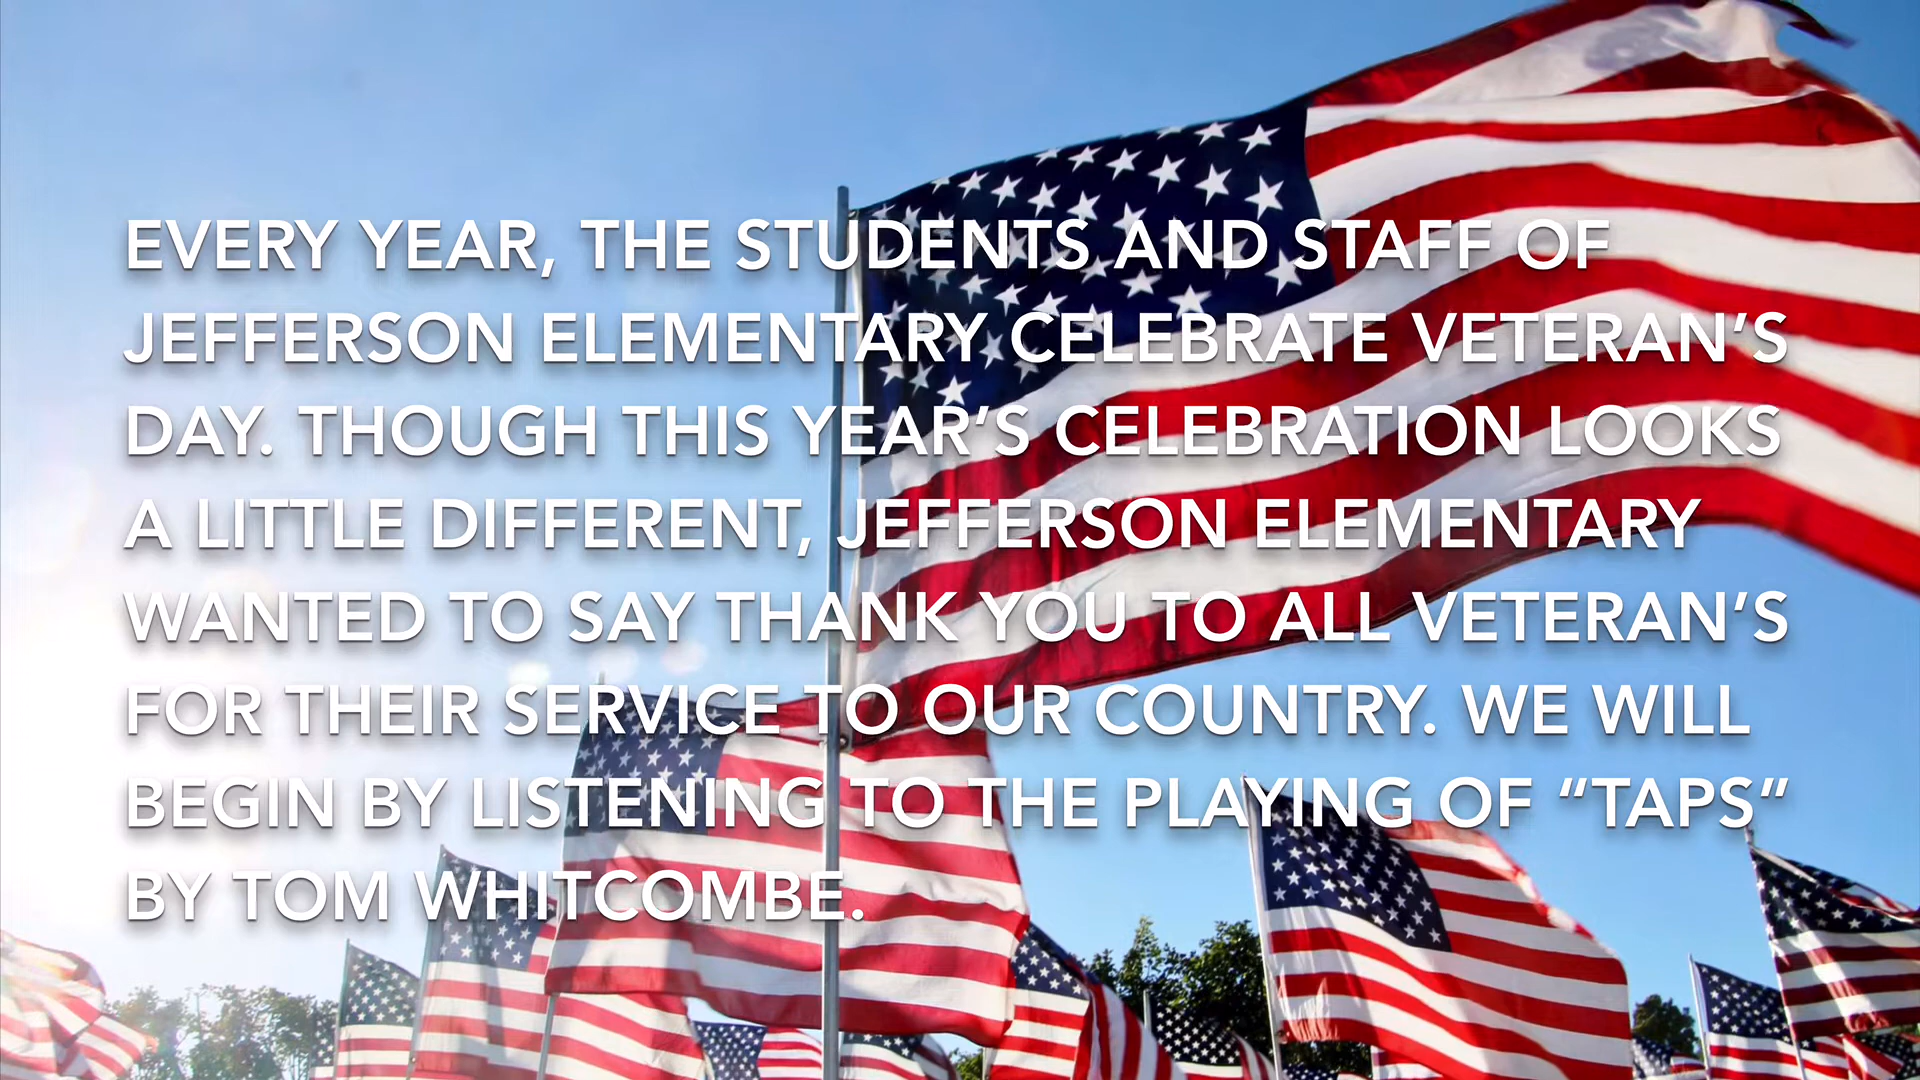 EVERY YEAR, THE STUDENTS AND STAFF OF
JEFFERSON ELEMENTARY CELEBRATE VETERAN’S
DAY. THOUGH THIS YEAR’S CELEBRATION LOOKS
A LITTLE DIFFERENT, JEFFERSON ELEMENTARY
WANTED TO SAY THANK YOU TO ALL VETERAN’S
FOR THEIR SERVICE TO OUR COUNTRY. WE WILL
BEGIN BY LISTENING TO THE PLAYING OF “TAPS”
BY TOM WHITCOMBE.